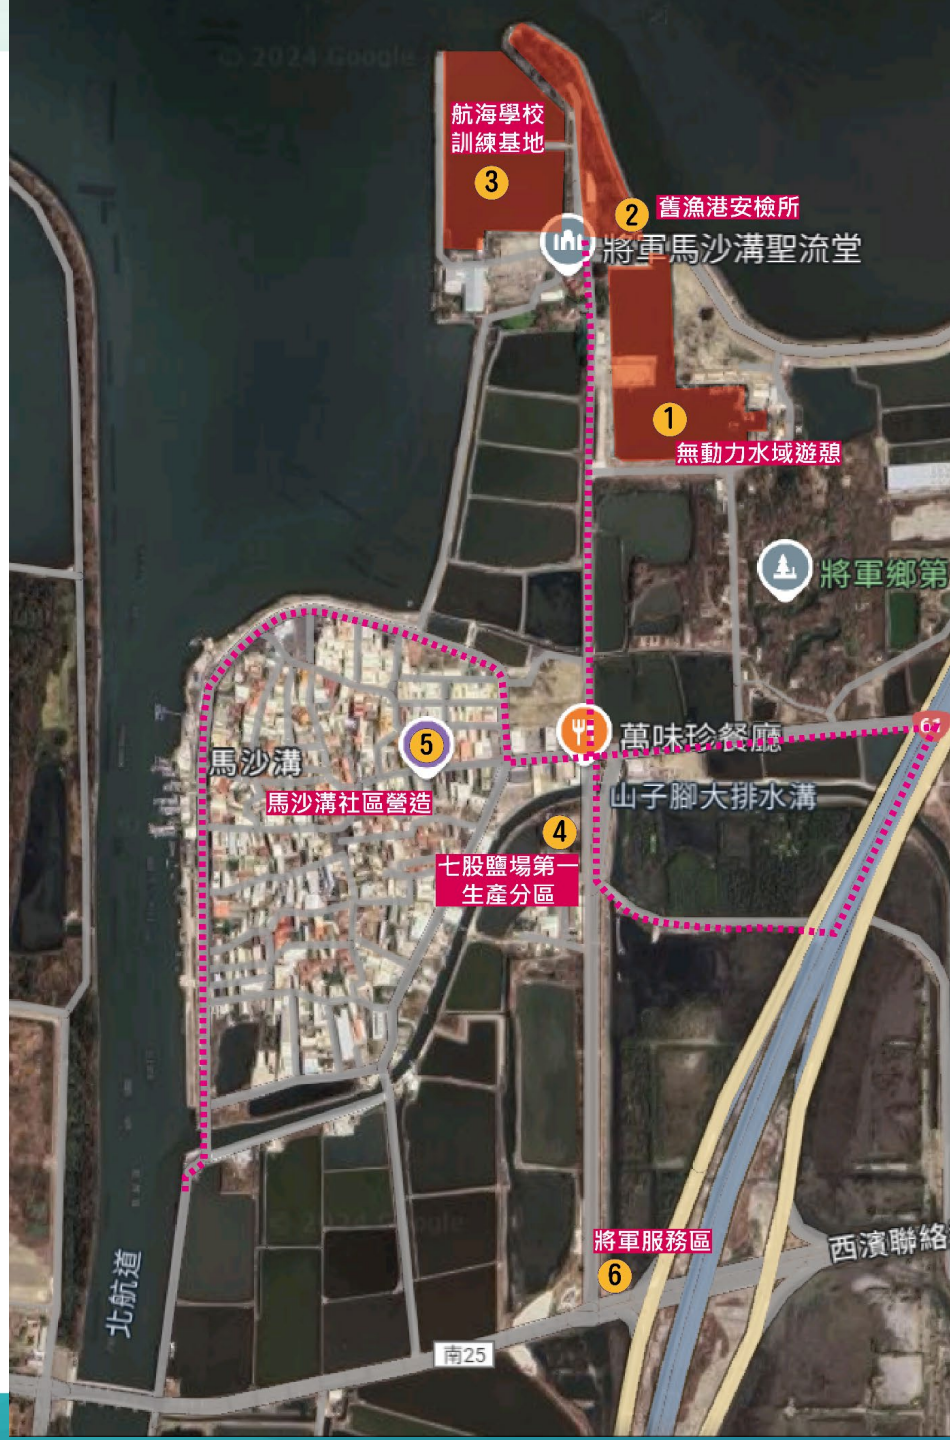 © 2024 Google
航海學校
訓練基地
3
2
舊漁港安檢所
將軍馬沙溝聖流堂
1
無動力水域遊憩
將軍鄉第
61
萬味珍餐廳
5
馬沙溝
馬沙溝社區營造
山子腳大排水溝
4
七股鹽場第一
生產分區
© 2024 Google
將軍服務區
6
西濱聯絡
北航道
南25